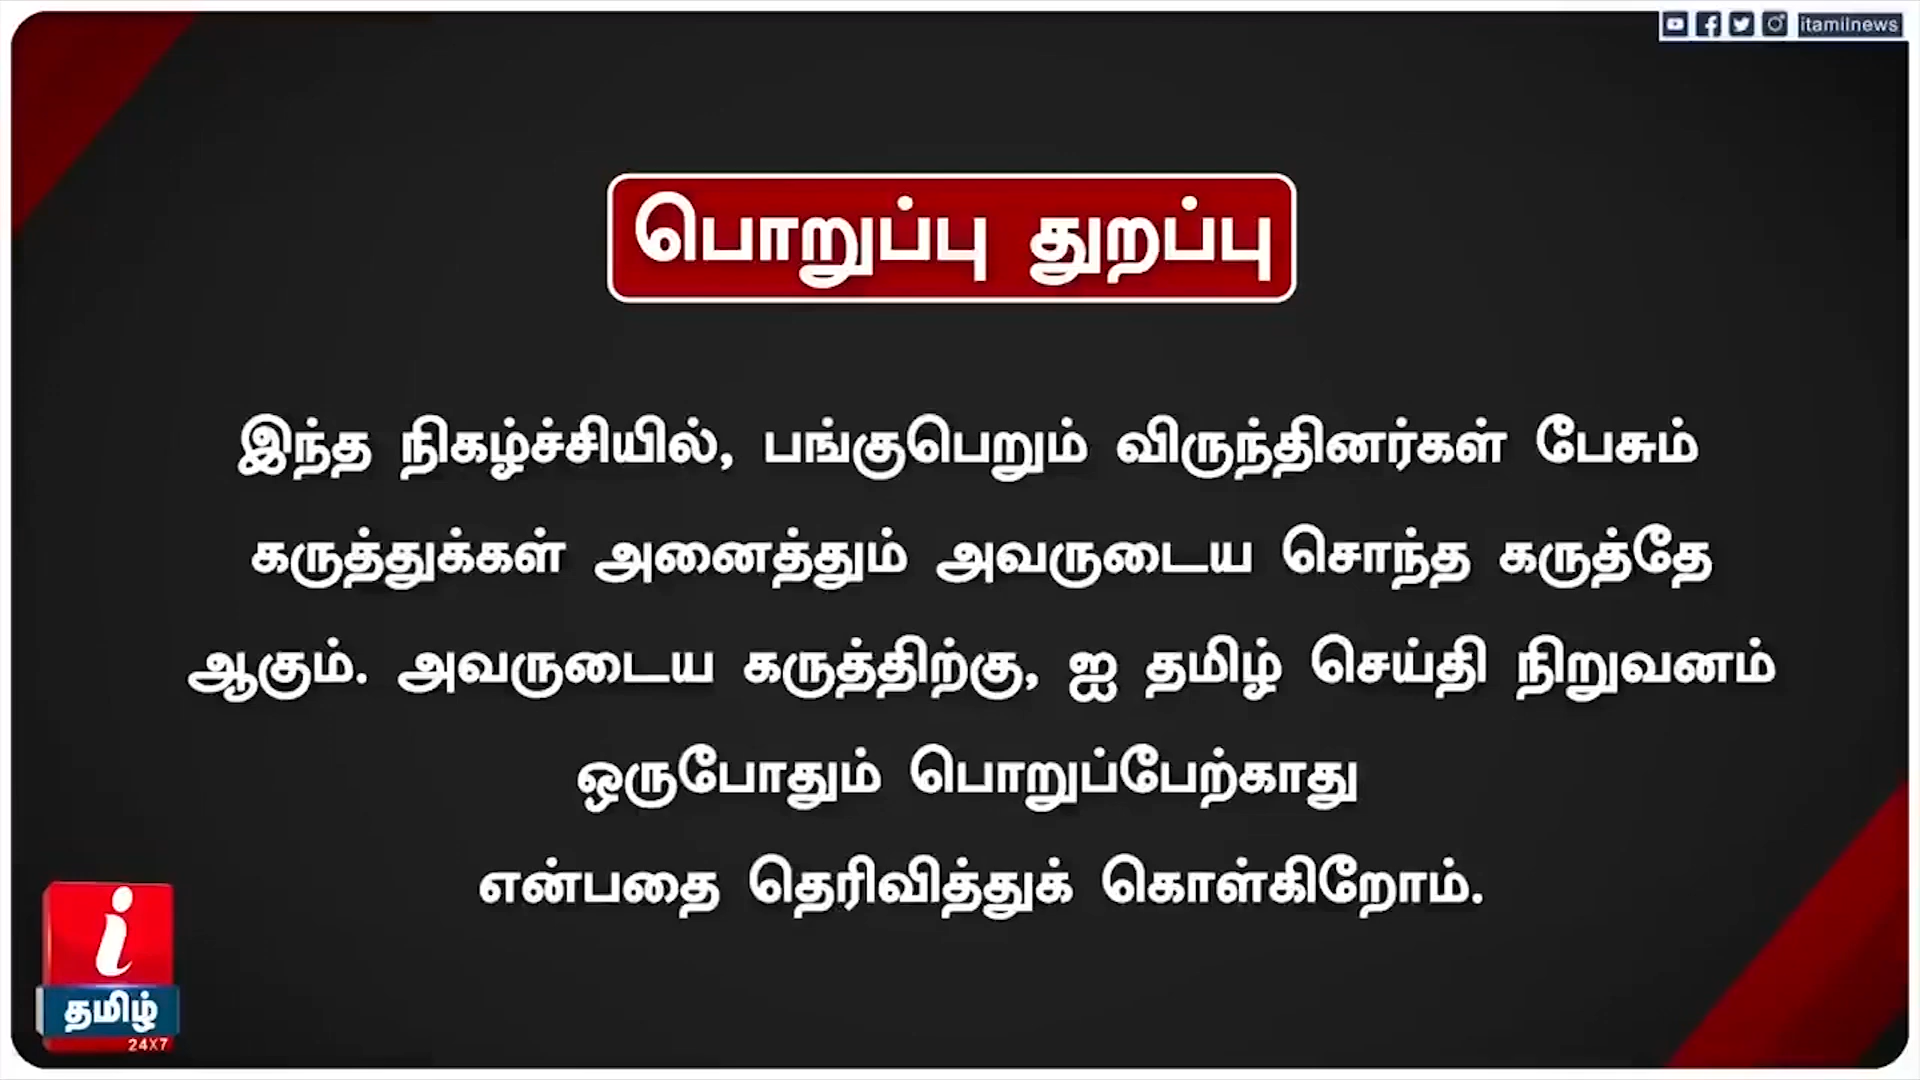 itamilnews
பொறுப்பு துறப்பு
இந்த நிகழ்ச்சியில், பங்குபெறும் விருந்தினர்கள் பேசும்
கருத்துக்கள் அனைத்தும் அவருடைய சொந்த கருத்தே
ஆகும். அவருடைய கருத்திற்கு, ஐ தமிழ் செய்தி நிறுவனம்
ஒருபோதும் பொறுப்பேற்காது
என்பதை தெரிவித்துக் கொள்கிறோம்.
i
தமிழ்
24X7